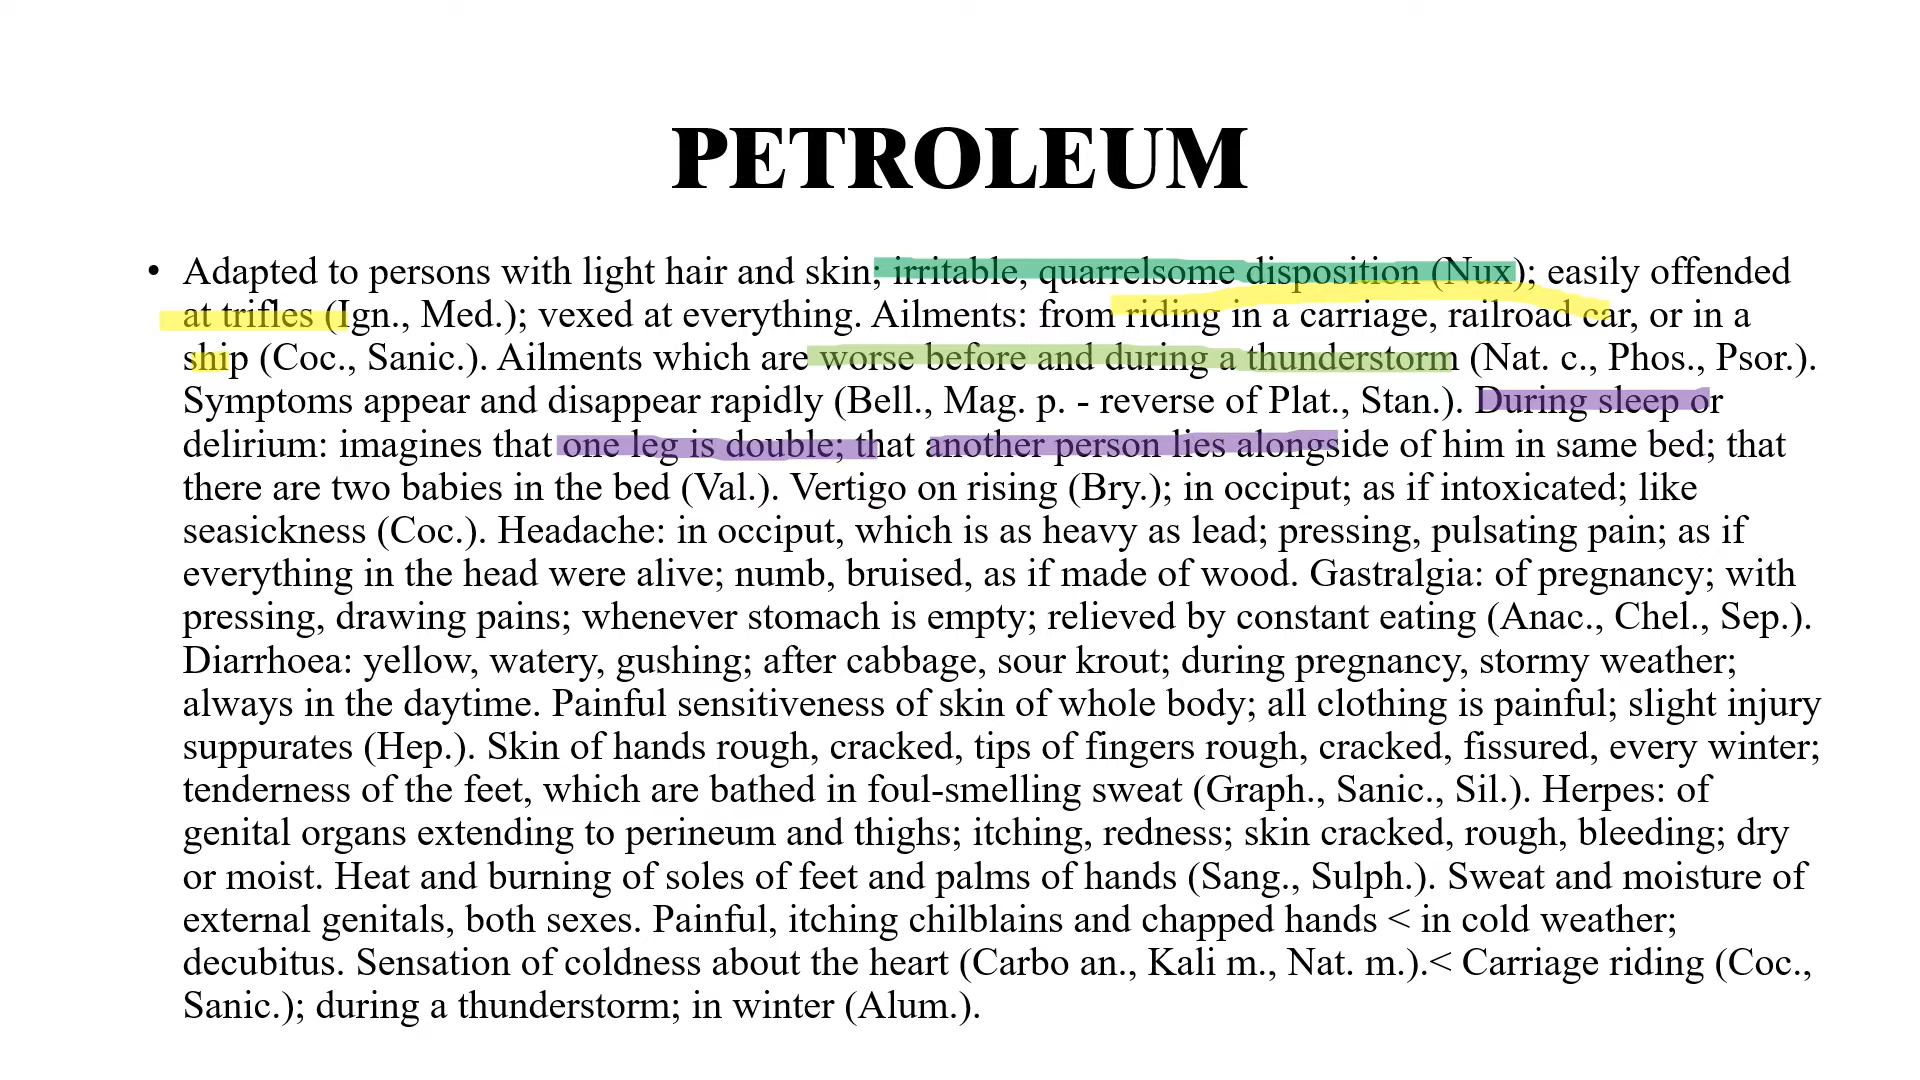 PETROLEUM
• Adapted to persons with light hair and skin; irritable, quarrelsome disposition (Nux); easily offended
at trifles (Ign., Med.); vexed at everything. Ailments: from riding in a carriage, railroad car, or in a
ship (Coc., Sanic.). Ailments which are worse before and during a thunderstorm (Nat. c., Phos., Psor.).
Symptoms appear and disappear rapidly (Bell., Mag. p. - reverse of Plat., Stan.). During sleep or
delirium: imagines that one leg is double; that another person lies alongside of him in same bed; that
there are two babies in the bed (Val.). Vertigo on rising (Bry.); in occiput; as if intoxicated; like
seasickness (Coc.). Headache: in occiput, which is as heavy as lead; pressing, pulsating pain; as if
everything in the head were alive; numb, bruised, as if made of wood. Gastralgia: of pregnancy; with
pressing, drawing pains; whenever stomach is empty; relieved by constant eating (Anac., Chel., Sep.).
Diarrhoea: yellow, watery, gushing; after cabbage, sour krout; during pregnancy, stormy weather;
always in the daytime. Painful sensitiveness of skin of whole body; all clothing is painful; slight injury
suppurates (Hep.). Skin of hands rough, cracked, tips of fingers rough, cracked, fissured, every winter;
tenderness of the feet, which are bathed in foul-smelling sweat (Graph., Sanic., Sil.). Herpes: of
genital organs extending to perineum and thighs; itching, redness; skin cracked, rough, bleeding; dry
or moist. Heat and burning of soles of feet and palms of hands (Sang., Sulph.). Sweat and moisture of
external genitals, both sexes. Painful, itching chilblains and chapped hands < in cold weather;
decubitus. Sensation of coldness about the heart (Carbo an., Kali m., Nat. m.).< Carriage riding (Coc.,
Sanic.); during a thunderstorm; in winter (Alum.).